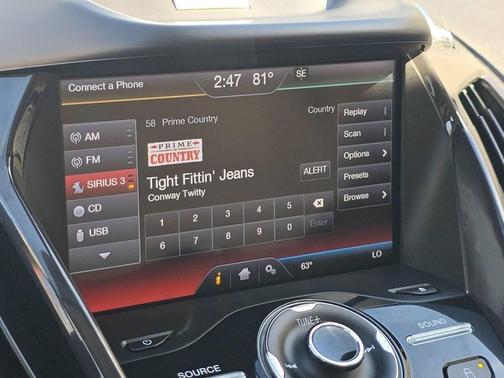 Connect a Phone 2:47 81° SE
58 Prime Country Country
AM
FM
SIRIUS 3
CD
USB
PRIME
COUNTRY
Tight Fittin' Jeans
Conway Twitty
ALERT
Replay
Scan
Options
Presets
Browse
1 2 3 4 5
6 7 8 9 0 Enter
63° LO
TUNE+
SOUND
SOURCE